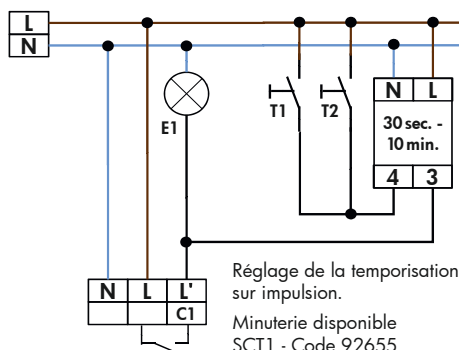 L
N
E1
T1
T2
N L
30 sec. -
10 min.
4 3
N L L'
C1
Réglage de la temporisation
sur impulsion.
Minuterie disponible
SCT1 - Code 92655